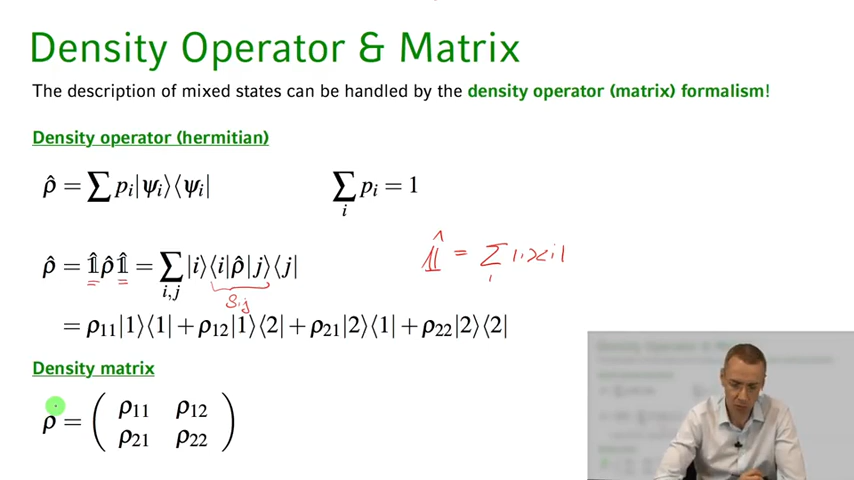 Density Operator & Matrix
The description of mixed states can be handled by the density operator (matrix) formalism!
Density operator (hermitian)
ρ̂ = ∑ pᵢ|ψᵢ⟩⟨ψᵢ|    ∑ᵢ pᵢ = 1
ρ̂ = 𝟙̂ρ̂𝟙̂ = ∑ᵢ,ⱼ |i⟩⟨i|ρ̂|j⟩⟨j|    𝟙̂ = ∑ᵢ |i⟩⟨i|
ρᵢⱼ
= ρ₁₁|1⟩⟨1| + ρ₁₂|1⟩⟨2| + ρ₂₁|2⟩⟨1| + ρ₂₂|2⟩⟨2|
Density matrix
ρ̂ = ( ρ₁₁ ρ₁₂
ρ₂₁ ρ₂₂ )